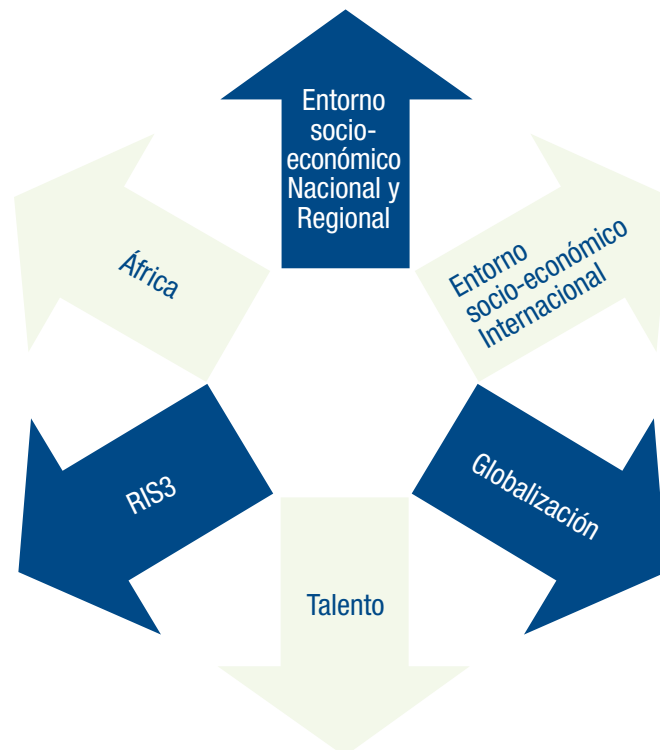 Entorno
socio-
económico
Nacional y
Regional
Entorno
socio-económico
Internacional
Globalización
Talento
RIS3
África